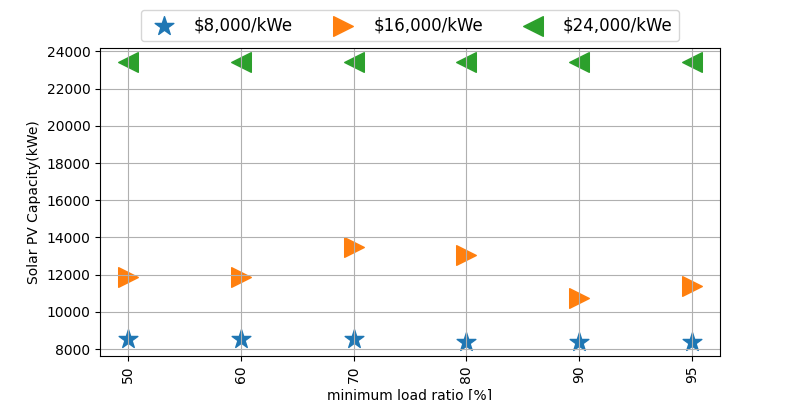 $8,000/kWe $16,000/kWe $24,000/kWe
24000
22000
20000
18000
16000
14000
12000
10000
8000
Solar PV Capacity(kWe)
50 60 70 80 90 95
minimum load ratio [%]